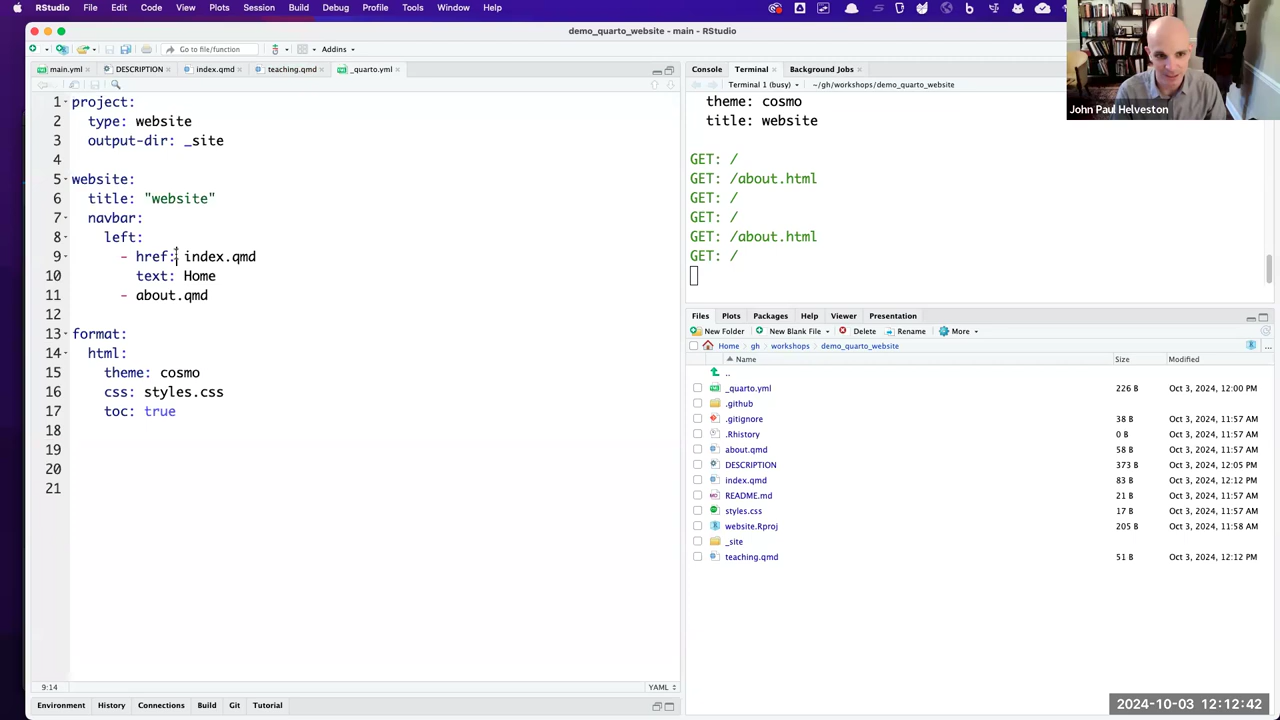 RStudio File Edit Code View Plots Session Build Debug Profile Tools Window Help
demo_quarto_website - main - RStudio
Go to file/function Addins
main.yml DESCRIPTION index.qmd teaching.qmd _quarto.yml
1 project:
2 type: website
3 output-dir: _site
4
5 website:
6 title: "website"
7 navbar:
8 left:
9 - href: index.qmd
10 text: Home
11 - about.qmd
12
13 format:
14 html:
15 theme: cosmo
16 css: styles.css
17 toc: true
18
19
20
21
9:14 YAML
Environment History Connections Build Git Tutorial
Console Terminal Background Jobs
Terminal 1 (busy) ~/gh/workshops/demo_quarto_website
theme: cosmo
title: website
GET: /
GET: /about.html
GET: /
GET: /
GET: /about.html
GET: /
Files Plots Packages Help Viewer Presentation
New Folder New Blank File Delete Rename More
Home gh workshops demo_quarto_website ...
Name Size Modified
..
_quarto.yml 226 B Oct 3, 2024, 12:00 PM
.github
.gitignore 38 B Oct 3, 2024, 11:57 AM
.Rhistory 0 B Oct 3, 2024, 11:57 AM
about.qmd 58 B Oct 3, 2024, 11:57 AM
DESCRIPTION 373 B Oct 3, 2024, 12:05 PM
index.qmd 83 B Oct 3, 2024, 12:12 PM
README.md 21 B Oct 3, 2024, 11:57 AM
styles.css 17 B Oct 3, 2024, 11:57 AM
website.Rproj 205 B Oct 3, 2024, 11:58 AM
_site
teaching.qmd 51 B Oct 3, 2024, 12:12 PM
John Paul Helveston
2024-10-03 12:12:42